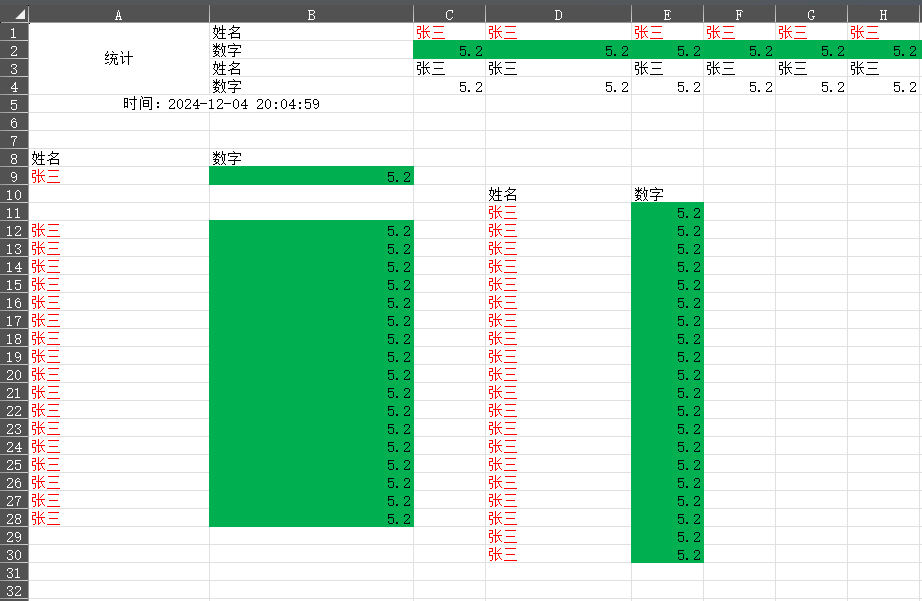 A B C D E F G H
1 姓名 张三 张三 张三 张三 张三 张三
统计
2 数字 5.2 5.2 5.2 5.2 5.2 5.2
3 姓名 张三 张三 张三 张三 张三 张三
4 数字 5.2 5.2 5.2 5.2 5.2 5.2
5 时间：2024-12-04 20:04:59
6
7
8 姓名 数字
9 张三 5.2
10 姓名 数字
11 张三 5.2
12 张三 5.2 张三 5.2
13 张三 5.2 张三 5.2
14 张三 5.2 张三 5.2
15 张三 5.2 张三 5.2
16 张三 5.2 张三 5.2
17 张三 5.2 张三 5.2
18 张三 5.2 张三 5.2
19 张三 5.2 张三 5.2
20 张三 5.2 张三 5.2
21 张三 5.2 张三 5.2
22 张三 5.2 张三 5.2
23 张三 5.2 张三 5.2
24 张三 5.2 张三 5.2
25 张三 5.2 张三 5.2
26 张三 5.2 张三 5.2
27 张三 5.2 张三 5.2
28 张三 5.2 张三 5.2
29 张三 5.2
30 张三 5.2
31
32